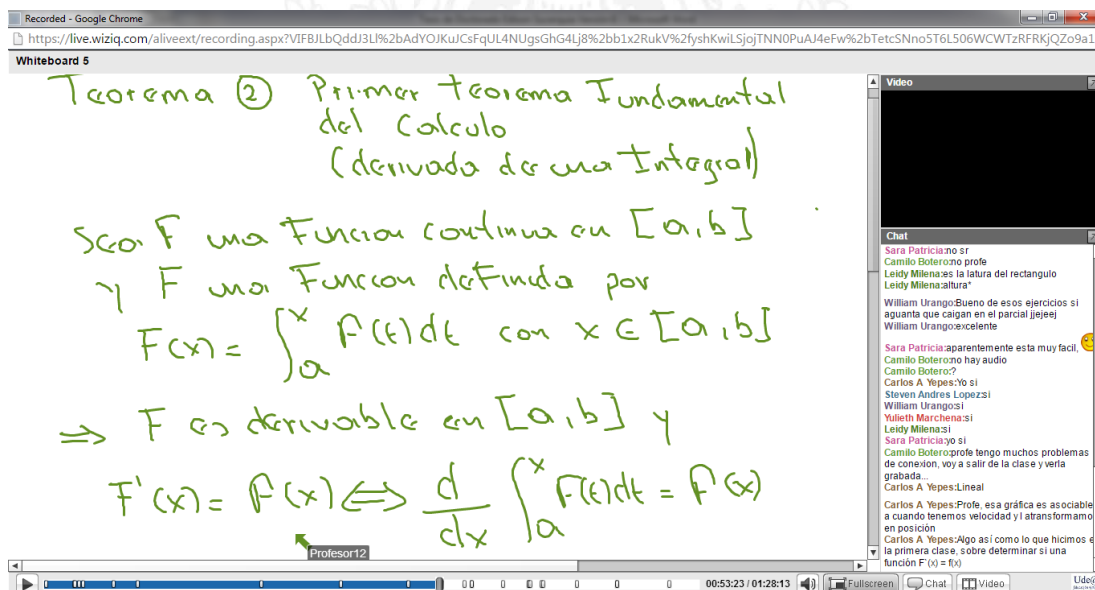 Recorded - Google Chrome
https://live.wiziq.com/aliveext/recording.aspx?VIFBJLbQddJ3Ll%2bAdYOJKuJCsFqUL4NUgsGhG4Lj8%2bb1x2RukV%2fyshKwiLSjojTNN0PuAJ4eFw%2bTetcSNno5T6L506WCWTzRFRKjQZo9a1
Whiteboard 5
Teorema ② Primer teorema Fundamental
del Calculo
(derivada de una Integral)
Sea f una Funcion continua en [a,b]
y F una Funcion definida por
F(x) = ∫ₐˣ f(t)dt con x ∈ [a,b]
⇒ F es derivable en [a,b] y
F'(x) = f(x) ⇔ d/dx ∫ₐˣ f(t)dt = f(x)
Profesor12
Video
Chat
Sara Patricia:no sr
Camilo Botero:no profe
Leidy Milena:es la latura del rectangulo
Leidy Milena:altura*
William Urango:Bueno de esos ejercicios si
aguanta que caigan en el parcial jjejeej
William Urango:excelente
Sara Patricia:aparentemente esta muy facil,
Camilo Botero:no hay audio
Camilo Botero:?
Carlos A Yepes:Yo si
Steven Andres Lopez:si
William Urango:si
Yulieth Marchena:si
Leidy Milena:si
Sara Patricia:yo si
Camilo Botero:profe tengo muchos problemas
de conexion, voy a salir de la clase y verla
grabada...
Carlos A Yepes:Lineal
Carlos A Yepes:Profe, esa gráfica es asociable
a cuando tenemos velocidad y l atransformamo
en posición
Carlos A Yepes:Algo así como lo que hicimos e
la primera clase, sobre determinar si una
función F`(x) = f(x)
00:53:23 / 01:28:13
Fullscreen
Chat
Video
Ude@